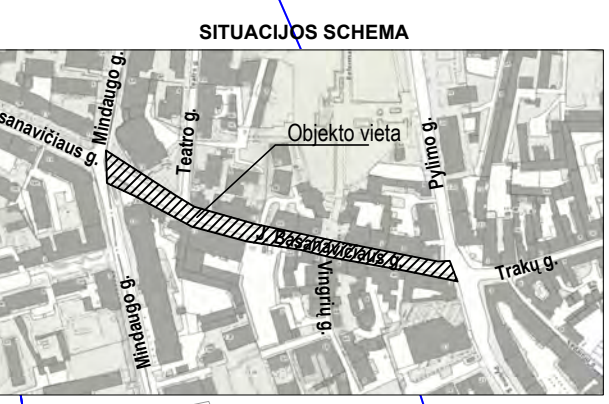 SITUACIJOS SCHEMA
Mindaugo g.
Teatro g.
Objekto vieta
Pylimo g.
sanavičiaus g.
J. Basanavičiaus g.
Trakų g.
Vingrių g.
Mindaugo g.